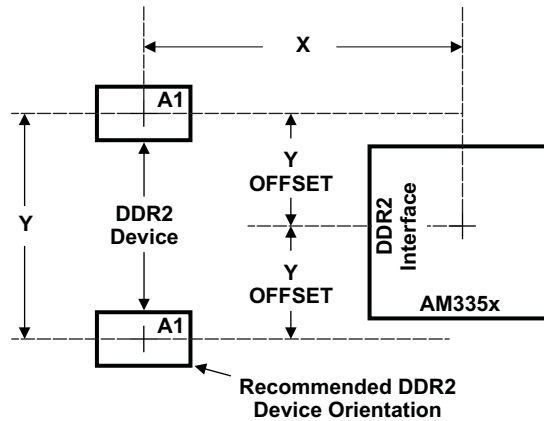 X
A1
Y
OFFSET
DDR2
Interface
Y
DDR2
Device
Y
OFFSET
AM335x
A1
Recommended DDR2
Device Orientation